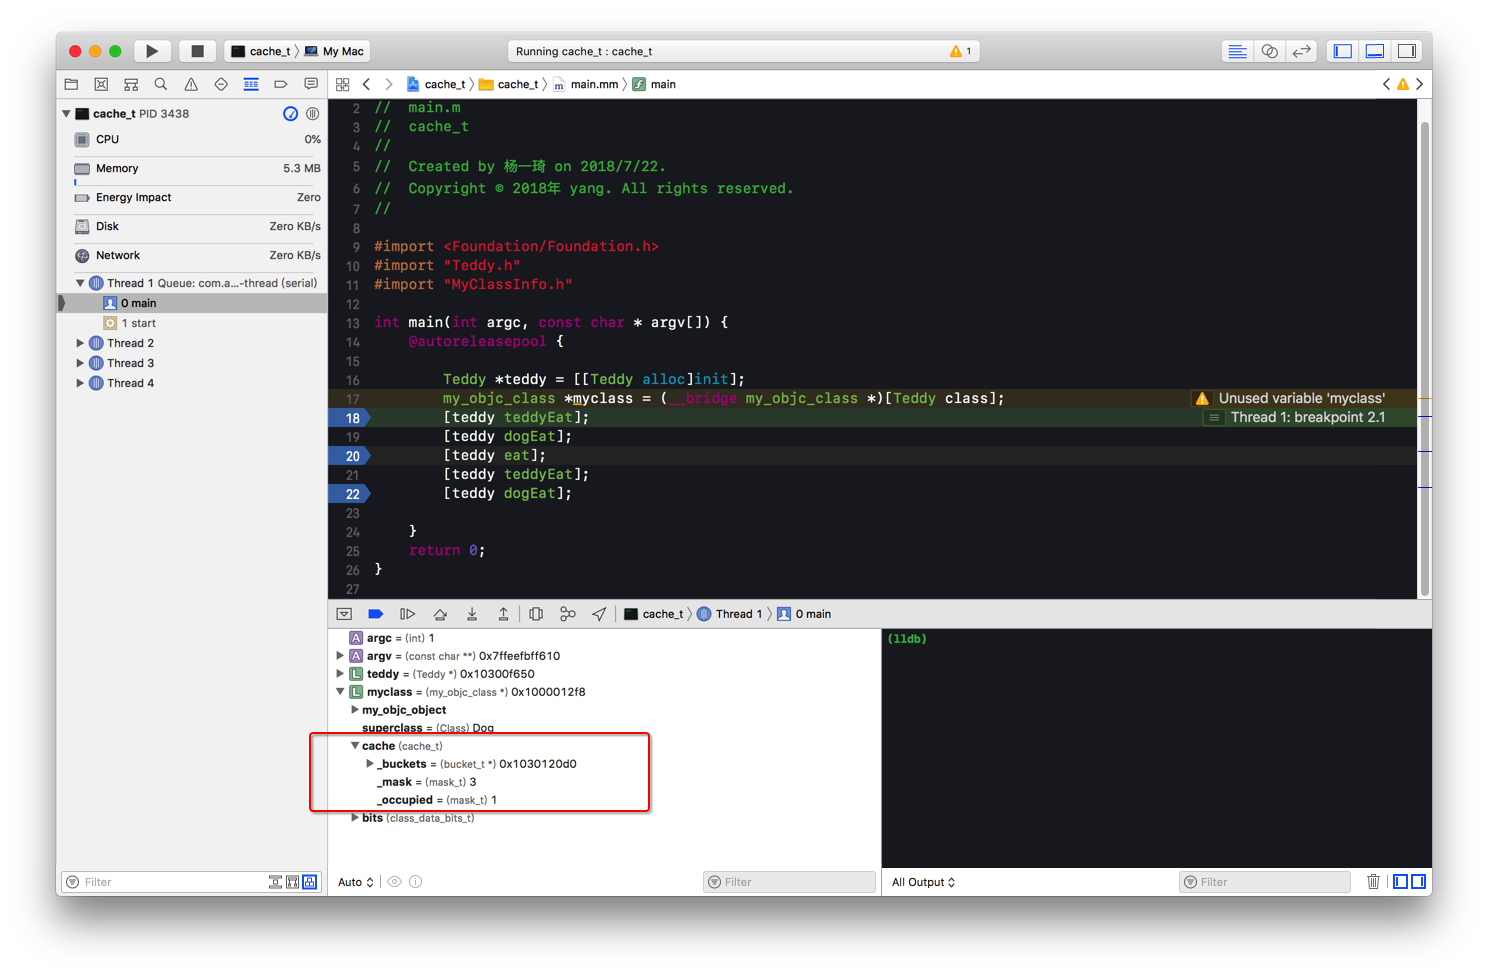 cache_t 〉 My Mac
Running cache_t : cache_t
1
cache_t 〉 cache_t 〉 main.mm 〉 main
cache_t PID 3438
CPU 0%
Memory 5.3 MB
Energy Impact Zero
Disk Zero KB/s
Network Zero KB/s
Thread 1 Queue: com.a...-thread (serial)
0 main
1 start
Thread 2
Thread 3
Thread 4
Filter
2 // main.m
3 // cache_t
4 //
5 // Created by 杨一琦 on 2018/7/22.
6 // Copyright © 2018年 yang. All rights reserved.
7 //
8
9 #import <Foundation/Foundation.h>
10 #import "Teddy.h"
11 #import "MyClassInfo.h"
12
13 int main(int argc, const char * argv[]) {
14 @autoreleasepool {
15
16 Teddy *teddy = [[Teddy alloc]init];
17 my_objc_class *myclass = (__bridge my_objc_class *)[Teddy class]; Unused variable 'myclass'
18 [teddy teddyEat]; Thread 1: breakpoint 2.1
19 [teddy dogEat];
20 [teddy eat];
21 [teddy teddyEat];
22 [teddy dogEat];
23
24 }
25 return 0;
26 }
27
cache_t 〉 Thread 1 〉 0 main
A argc = (int) 1
A argv = (const char **) 0x7ffeefbff610
L teddy = (Teddy *) 0x10300f650
L myclass = (my_objc_class *) 0x1000012f8
my_objc_object
superclass = (Class) Dog
cache (cache_t)
_buckets = (bucket_t *) 0x1030120d0
_mask = (mask_t) 3
_occupied = (mask_t) 1
bits (class_data_bits_t)
Auto
Filter
(lldb)
All Output
Filter